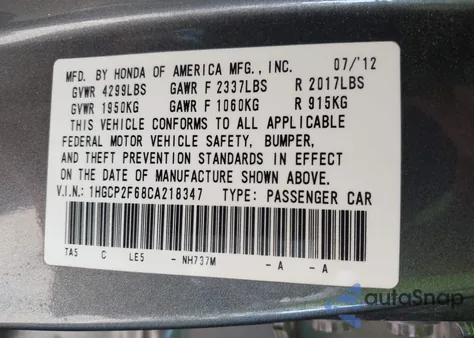 MFD. BY HONDA OF AMERICA MFG., INC. 07/'12
GVWR 4299LBS GAWR F 2337LBS R 2017LBS
GVWR 1950KG GAWR F 1060KG R 915KG
THIS VEHICLE CONFORMS TO ALL APPLICABLE
FEDERAL MOTOR VEHICLE SAFETY, BUMPER,
AND THEFT PREVENTION STANDARDS IN EFFECT
ON THE DATE OF MANUFACTURE SHOWN ABOVE.
V.I.N.: 1HGCP2F68CA218347 TYPE: PASSENGER CAR
TA5 C LE5 - NH737M - A - A
autoSnap